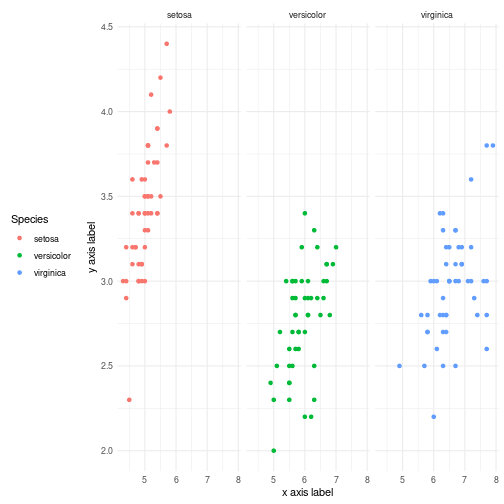 setosa versicolor virginica
4.5
4.0
3.5
3.0
2.5
2.0
y axis label
Species
setosa
versicolor
virginica
5 6 7 8 5 6 7 8 5 6 7 8
x axis label